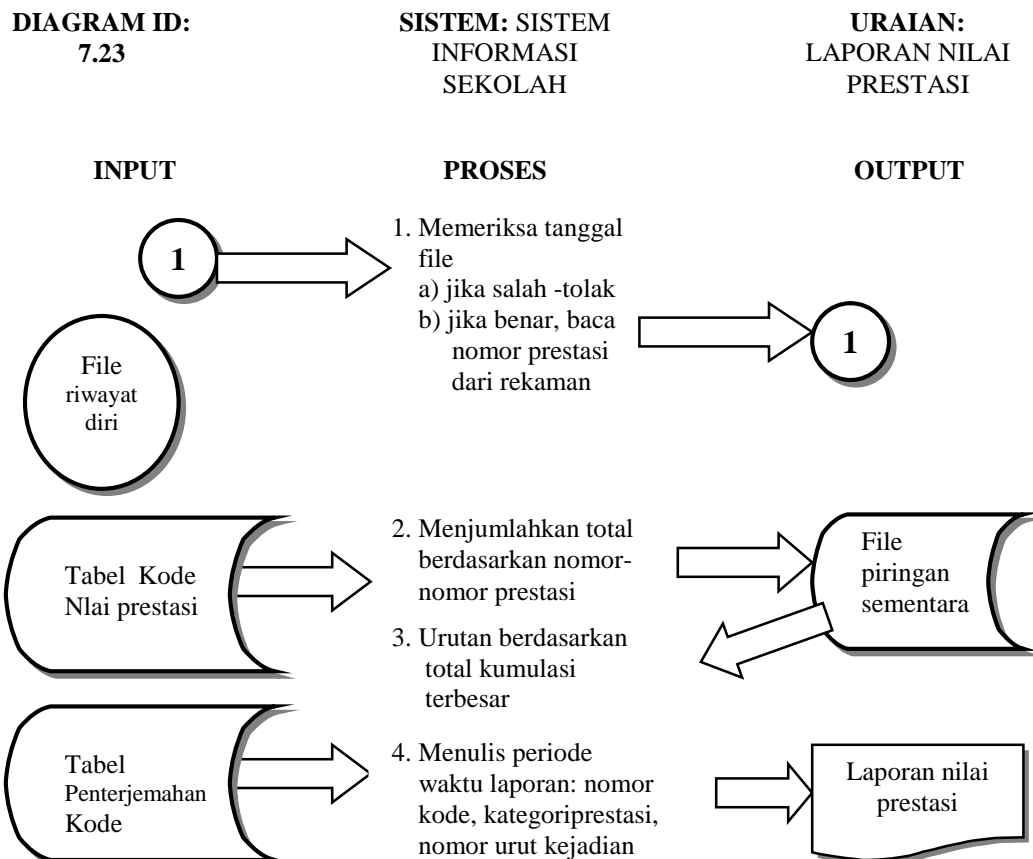 DIAGRAM ID:
7.23
SISTEM: SISTEM
INFORMASI
SEKOLAH
URAIAN:
LAPORAN NILAI
PRESTASI
INPUT
PROSES
OUTPUT
1
1. Memeriksa tanggal
file
a) jika salah -tolak
b) jika benar, baca
nomor prestasi
dari rekaman
1
File
riwayat
diri
Tabel Kode
Nlai prestasi
2. Menjumlahkan total
berdasarkan nomor-
nomor prestasi
File
piringan
sementara
3. Urutan berdasarkan
total kumulasi
terbesar
Tabel
Penterjemahan
Kode
4. Menulis periode
waktu laporan: nomor
kode, kategoriprestasi,
nomor urut kejadian
Laporan nilai
prestasi